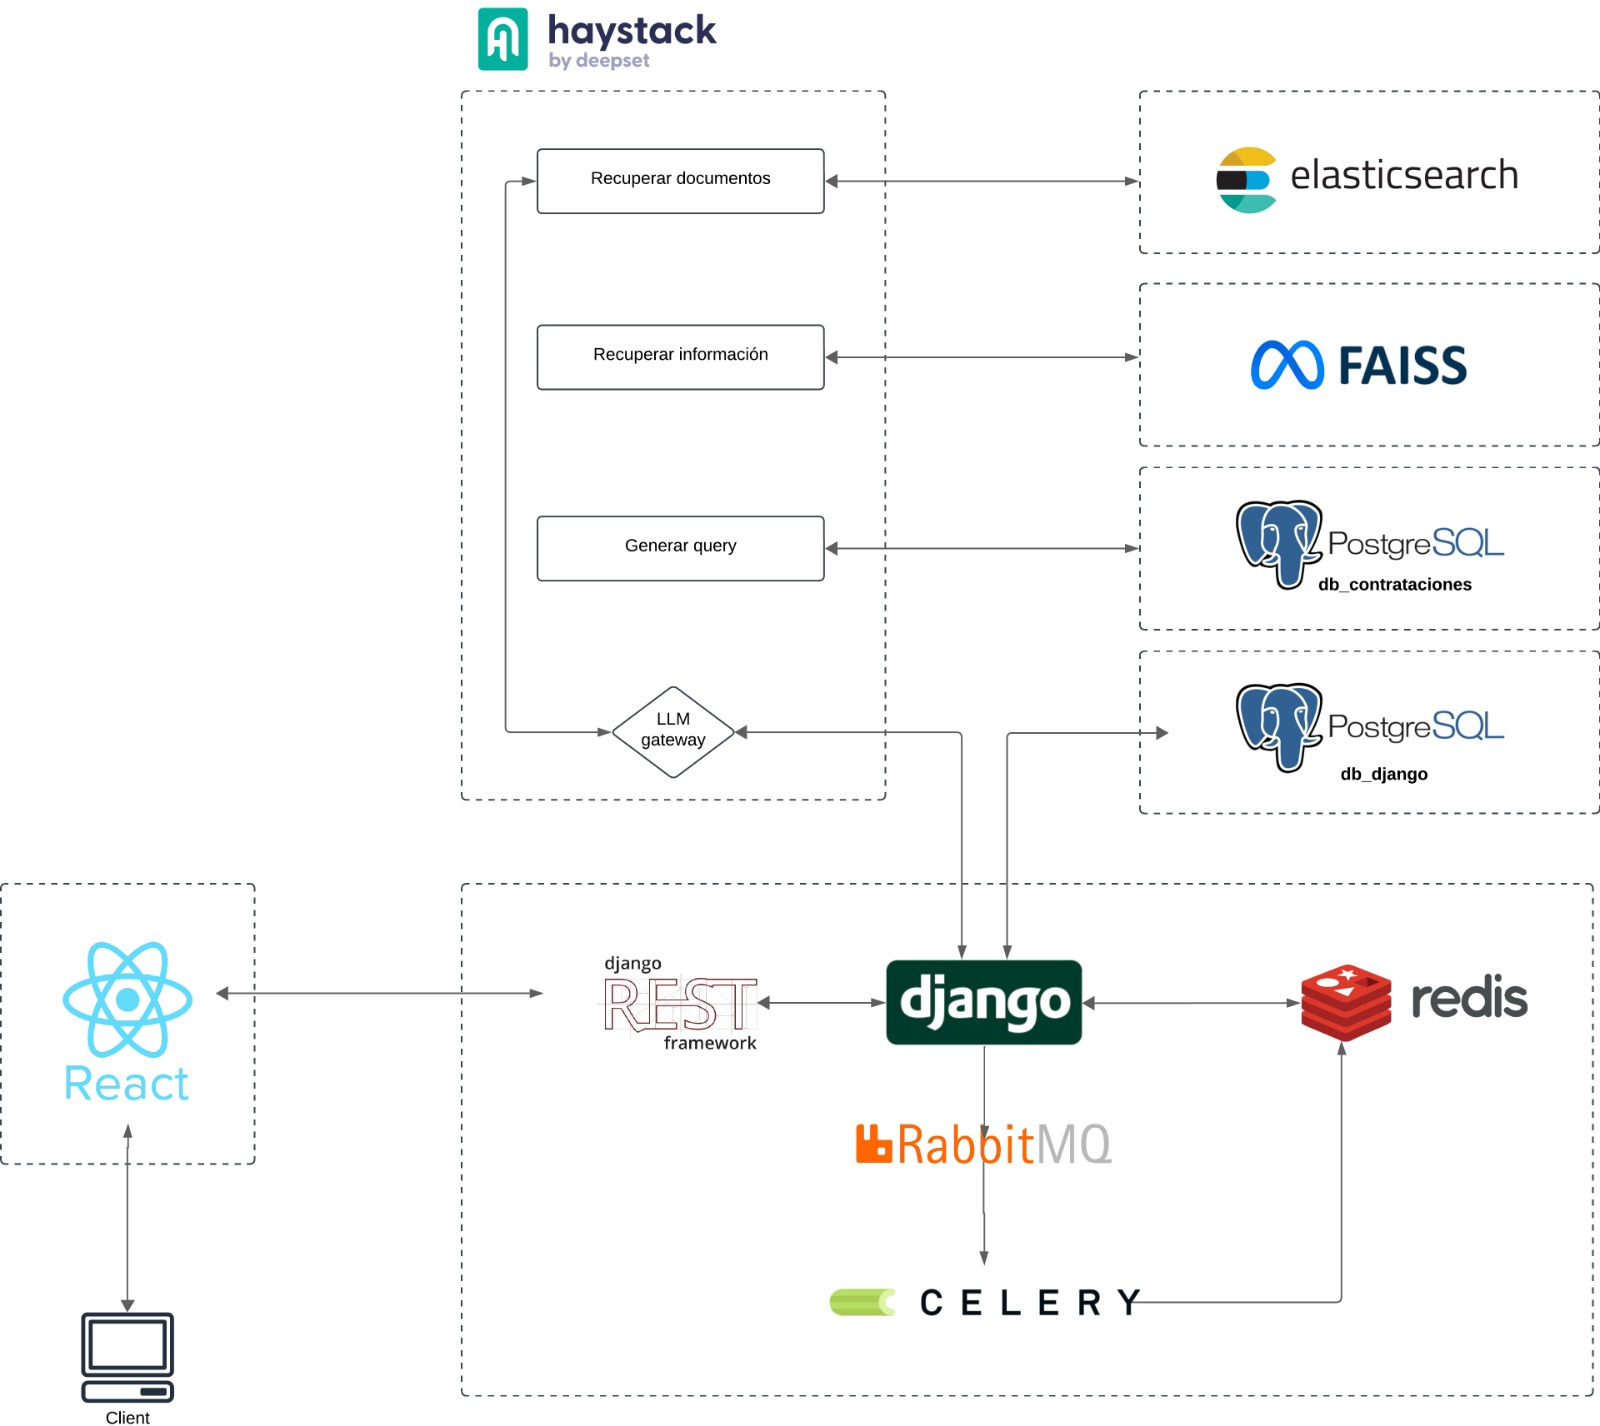 haystack
by deepset
Recuperar documentos
elasticsearch
Recuperar información
FAISS
Generar query
PostgreSQL
db_contrataciones
LLM
gateway
PostgreSQL
db_django
django
REST
framework
django
redis
React
RabbitMQ
CELERY
Client